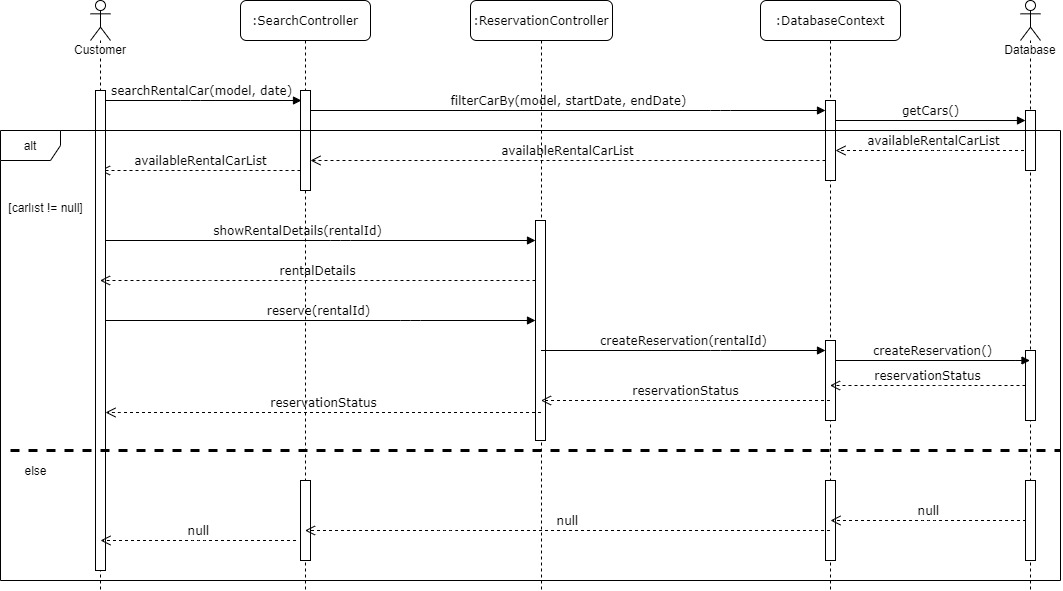 :SearchController
:ReservationController
:DatabaseContext
Customer
Database
searchRentalCar(model, date)
filterCarBy(model, startDate, endDate)
getCars()
alt
availableRentalCarList
availableRentalCarList
availableRentalCarList
[carlist != null]
showRentalDetails(rentalId)
rentalDetails
reserve(rentalId)
createReservation(rentalId)
createReservation()
reservationStatus
reservationStatus
reservationStatus
else
null
null
null